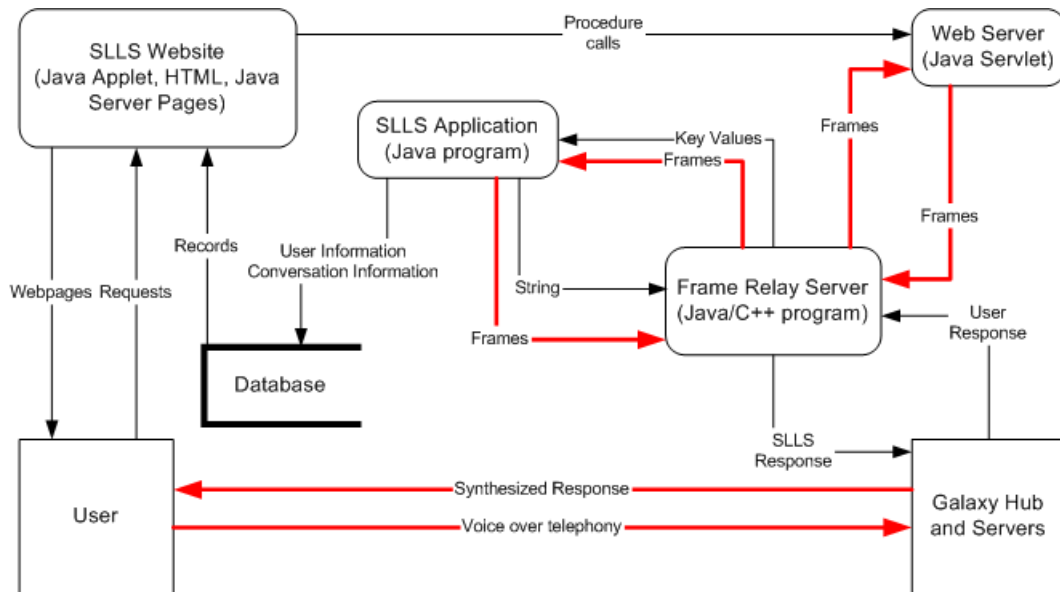 SLLS Website
(Java Applet, HTML, Java
Server Pages)
Procedure
calls
Web Server
(Java Servlet)
SLLS Application
(Java program)
Key Values
Frames
Frames
Frames
Records
User Information
Conversation Information
Webpages
Requests
String
Frame Relay Server
(Java/C++ program)
User
Response
Frames
Database
SLLS
Response
Synthesized Response
User
Voice over telephony
Galaxy Hub
and Servers